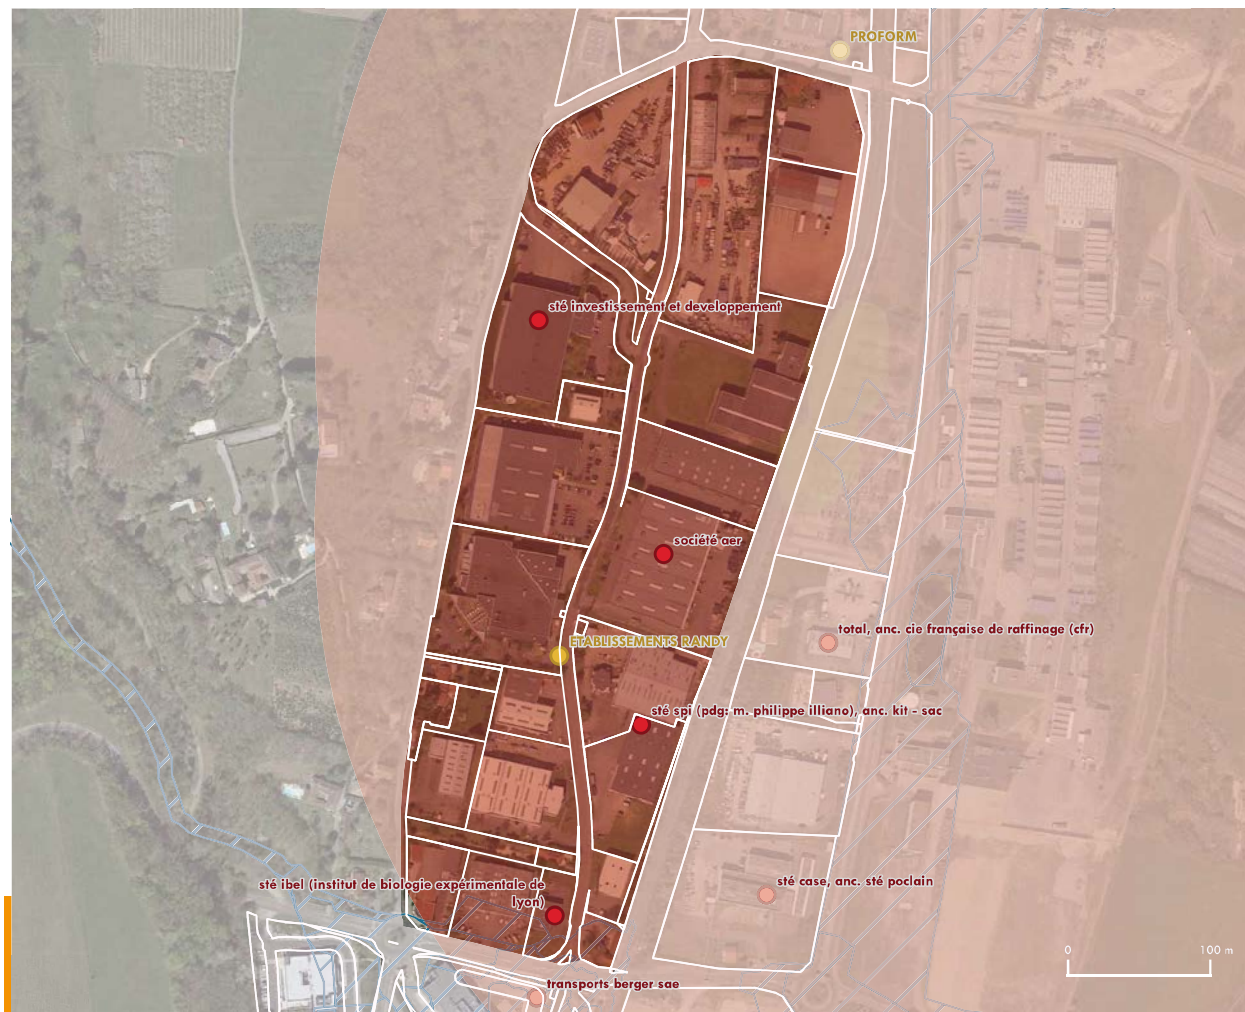 PROFORM
sté investissement et developpement
société aer
total, anc. cie française de raffinage (cfr)
ETABLISSEMENTS RANDY
sté spi (pdg: m. philippe illiano), anc. kit - sac
sté case, anc. sté poclain
sté ibel (institut de biologie expérimentale de
lyon)
0 100 m
transports berger sae